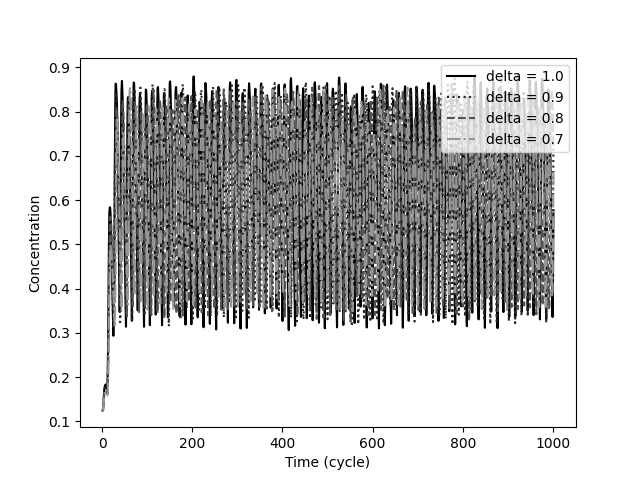 0.9
0.8
0.7
0.6
0.5
0.4
0.3
0.2
0.1
Concentration
delta = 1.0
delta = 0.9
delta = 0.8
delta = 0.7
0 200 400 600 800 1000
Time (cycle)